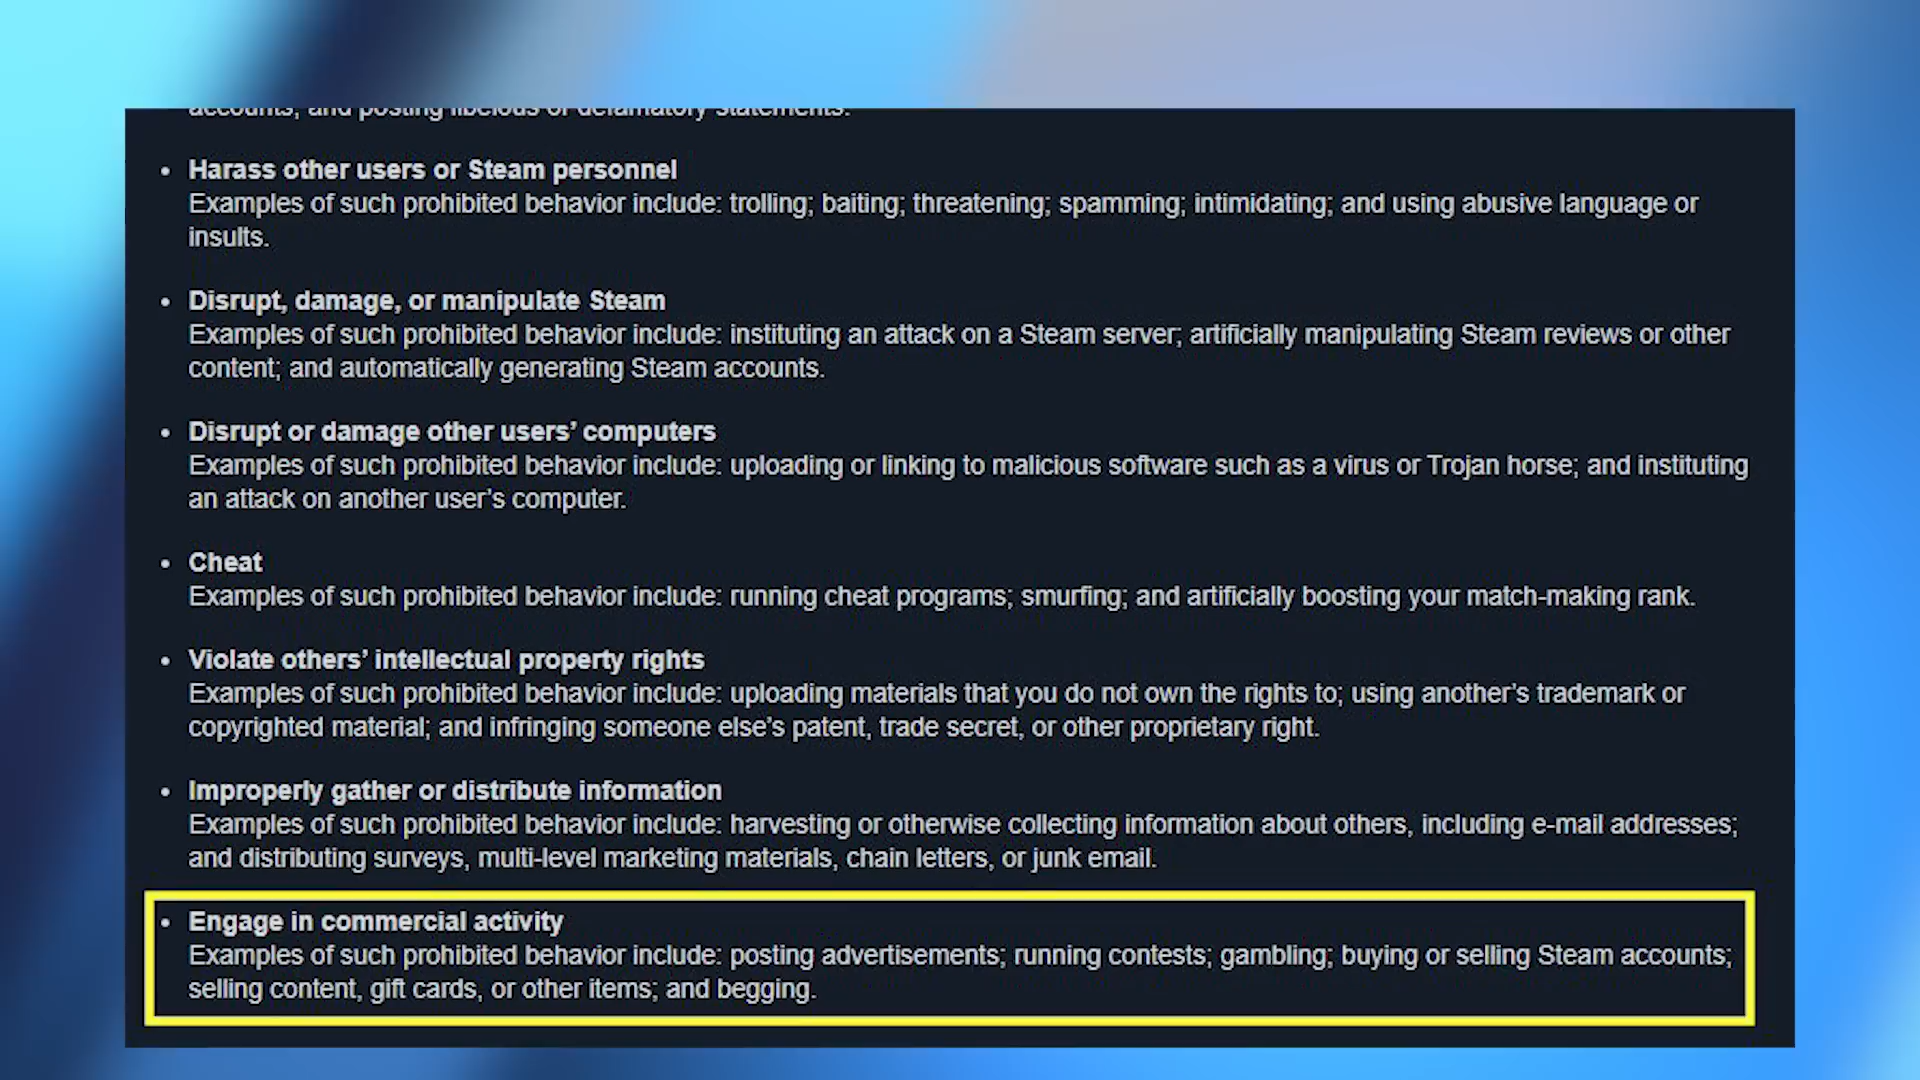 accounts; and posting libelous or defamatory statements.
• Harass other users or Steam personnel
Examples of such prohibited behavior include: trolling; baiting; threatening; spamming; intimidating; and using abusive language or
insults.
• Disrupt, damage, or manipulate Steam
Examples of such prohibited behavior include: instituting an attack on a Steam server; artificially manipulating Steam reviews or other
content; and automatically generating Steam accounts.
• Disrupt or damage other users’ computers
Examples of such prohibited behavior include: uploading or linking to malicious software such as a virus or Trojan horse; and instituting
an attack on another user’s computer.
• Cheat
Examples of such prohibited behavior include: running cheat programs; smurfing; and artificially boosting your match-making rank.
• Violate others’ intellectual property rights
Examples of such prohibited behavior include: uploading materials that you do not own the rights to; using another’s trademark or
copyrighted material; and infringing someone else’s patent, trade secret, or other proprietary right.
• Improperly gather or distribute information
Examples of such prohibited behavior include: harvesting or otherwise collecting information about others, including e-mail addresses;
and distributing surveys, multi-level marketing materials, chain letters, or junk email.
• Engage in commercial activity
Examples of such prohibited behavior include: posting advertisements; running contests; gambling; buying or selling Steam accounts;
selling content, gift cards, or other items; and begging.